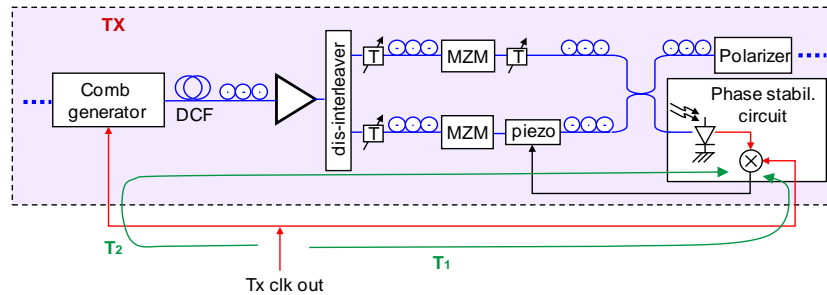 TX
Comb
generator
DCF
dis-interleaver
T
MZM
T
Polarizer
T
MZM
piezo
Phase stabil.
circuit
T₂
T₁
Tx clk out